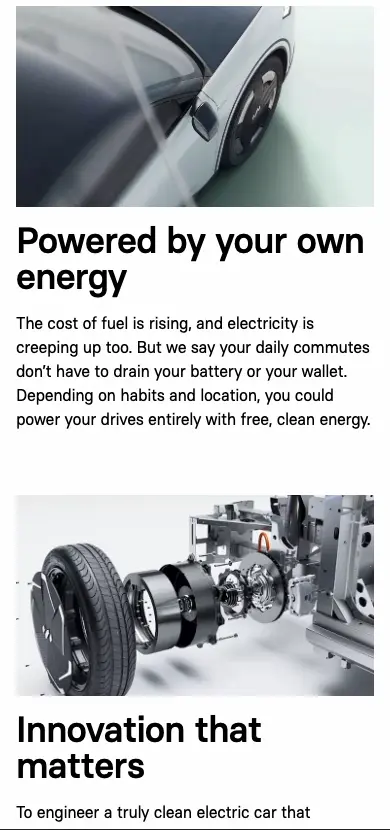 Powered by your own
energy
The cost of fuel is rising, and electricity is
creeping up too. But we say your daily commutes
don't have to drain your battery or your wallet.
Depending on habits and location, you could
power your drives entirely with free, clean energy.
Innovation that
matters
To engineer a truly clean electric car that